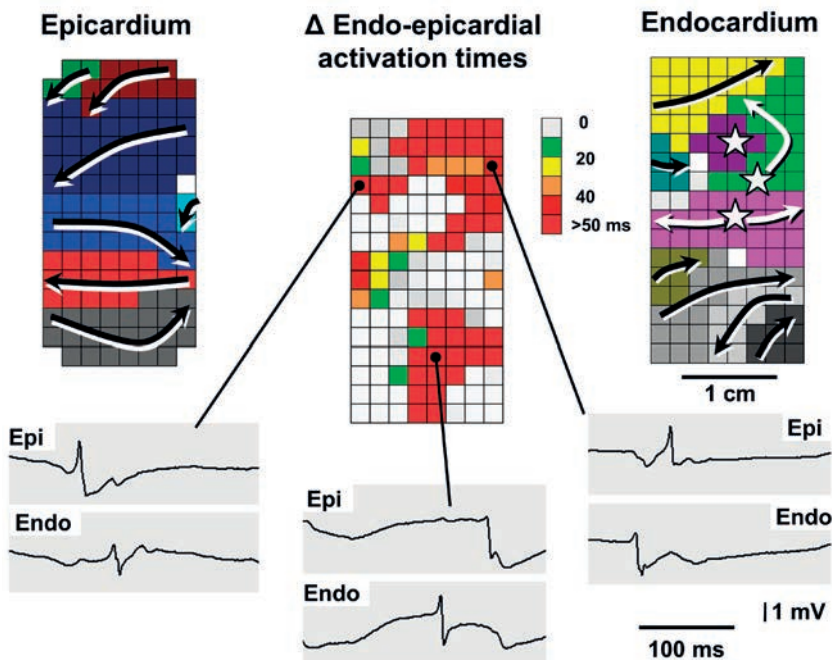 Epicardium
Δ Endo-epicardial
activation times
Endocardium
0
20
40
>50 ms
1 cm
Epi
Endo
Epi
Endo
Epi
Endo
1 mV
100 ms